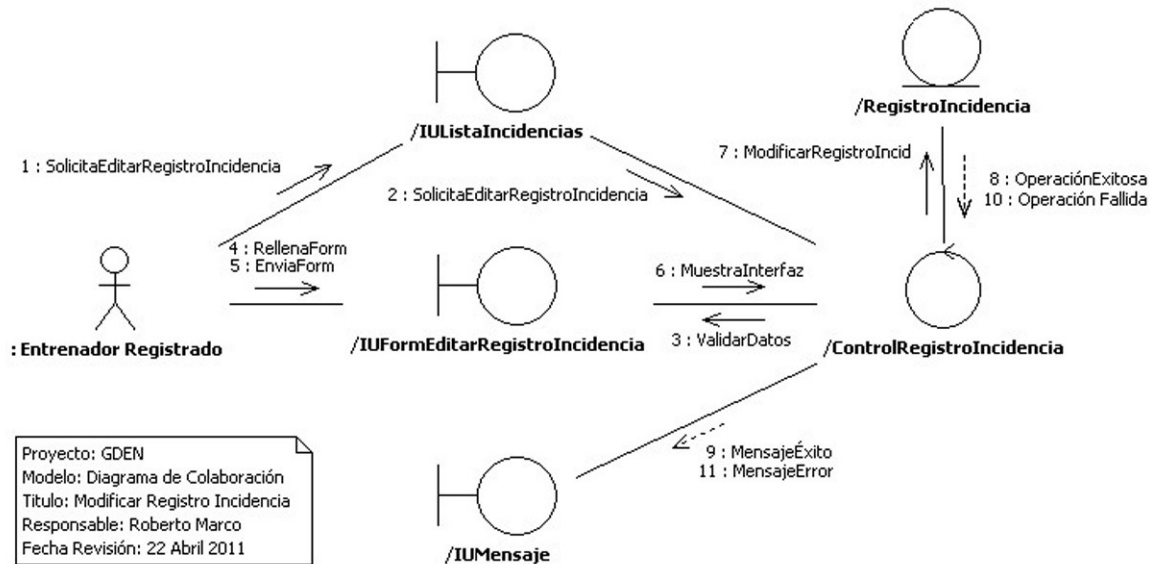 /RegistroIncidencia
/IUListaIncidencias
1 : SolicitaEditarRegistroIncidencia
7 : ModificarRegistroIncid
2 : SolicitaEditarRegistroIncidencia
8 : OperaciónExitosa
10 : Operación Fallida
4 : RellenaForm
5 : EnviaForm
6 : MuestraInterfaz
3 : ValidarDatos
: Entrenador Registrado
/IUFormEditarRegistroIncidencia
/ControlRegistroIncidencia
9 : MensajeÉxito
11 : MensajeError
/IUMensaje
Proyecto: GDEN
Modelo: Diagrama de Colaboración
Titulo: Modificar Registro Incidencia
Responsable: Roberto Marco
Fecha Revisión: 22 Abril 2011